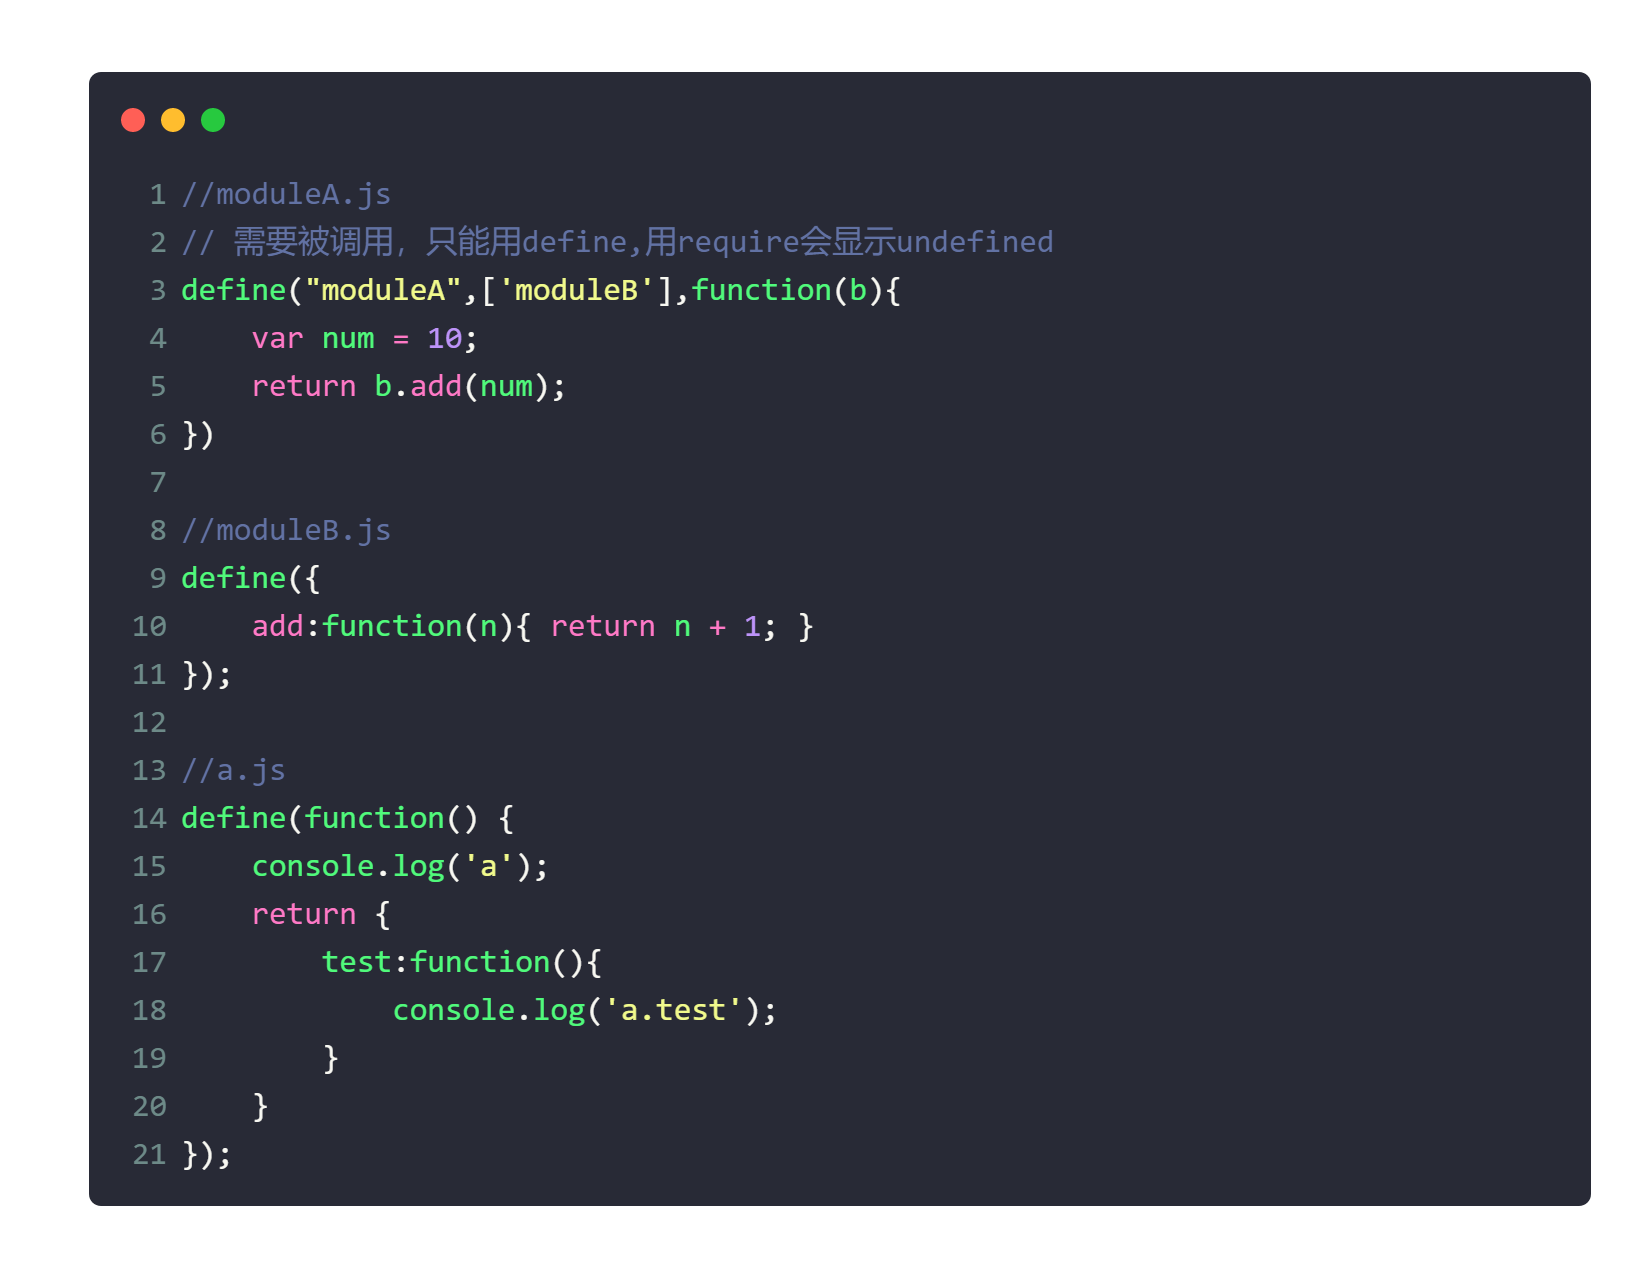 1 //moduleA.js
2 // 需要被调用，只能用define,用require会显示undefined
3 define("moduleA",['moduleB'],function(b){
4     var num = 10;
5     return b.add(num);
6 })
7
8 //moduleB.js
9 define({
10     add:function(n){ return n + 1; }
11 });
12
13 //a.js
14 define(function() {
15     console.log('a');
16     return {
17         test:function(){
18             console.log('a.test');
19         }
20     }
21 });